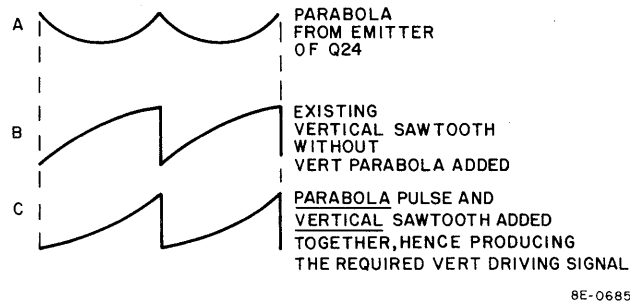 A
PARABOLA
FROM EMITTER
OF Q24
B
EXISTING
VERTICAL SAWTOOTH
WITHOUT
VERT PARABOLA ADDED
C
PARABOLA PULSE AND
VERTICAL SAWTOOTH ADDED
TOGETHER, HENCE PRODUCING
THE REQUIRED VERT DRIVING SIGNAL
8E-0685